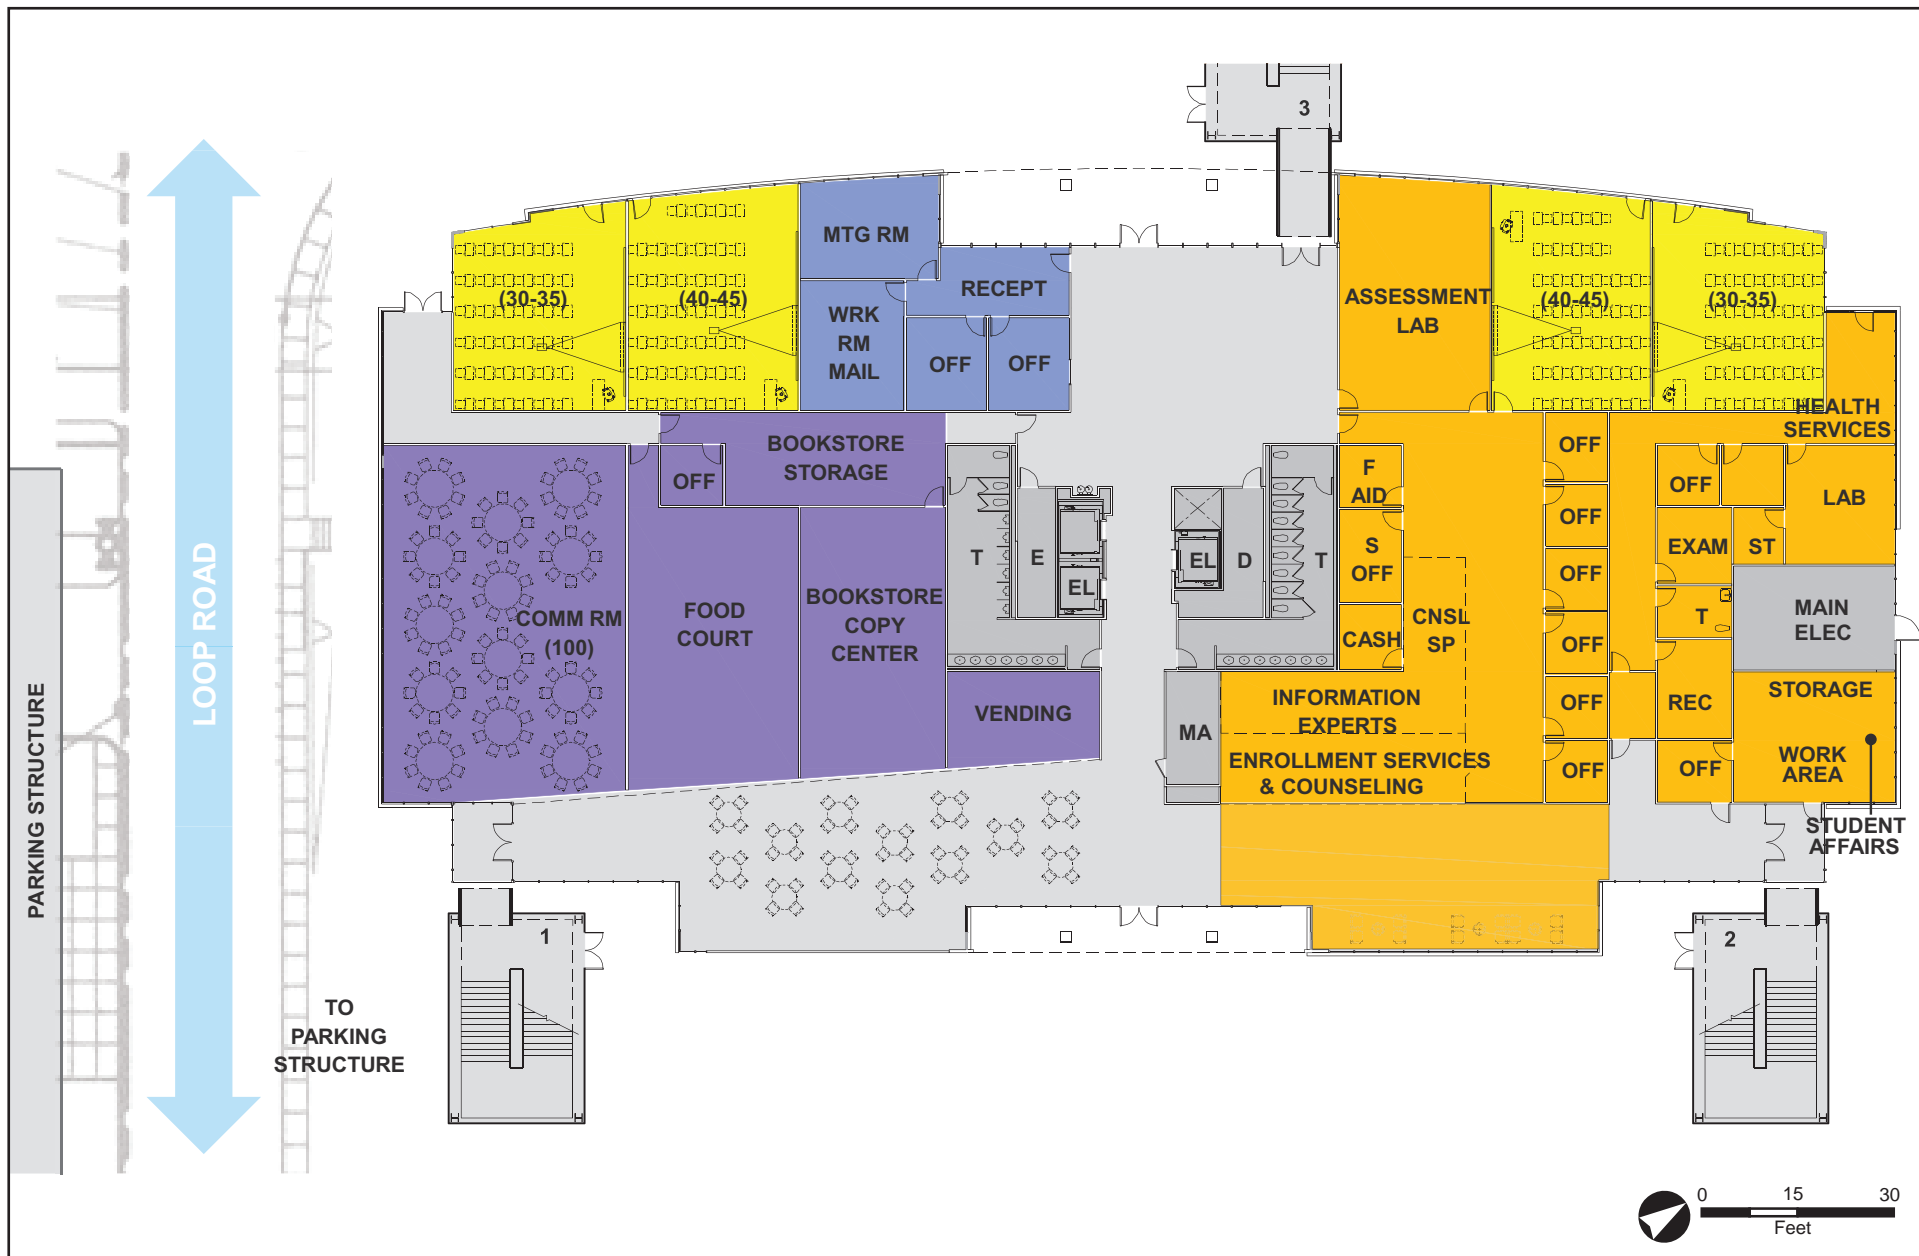 3
MTG RM
RECEPT
(30-35)
(40-45)
WRK
RM
MAIL
OFF
OFF
ASSESSMENT
LAB
(40-45)
(30-35)
HEALTH
SERVICES
BOOKSTORE
STORAGE
OFF
F
AID
OFF
OFF
LAB
S
OFF
OFF
EXAM
ST
T
E
EL
EL
D
T
OFF
COMM RM
(100)
FOOD
COURT
BOOKSTORE
COPY
CENTER
CASH
CNSL
SP
OFF
T
MAIN
ELEC
VENDING
MA
INFORMATION
EXPERTS
OFF
REC
STORAGE
ENROLLMENT SERVICES
& COUNSELING
OFF
OFF
WORK
AREA
STUDENT
AFFAIRS
LOOP ROAD
PARKING STRUCTURE
1
2
TO
PARKING
STRUCTURE
0 15 30
Feet